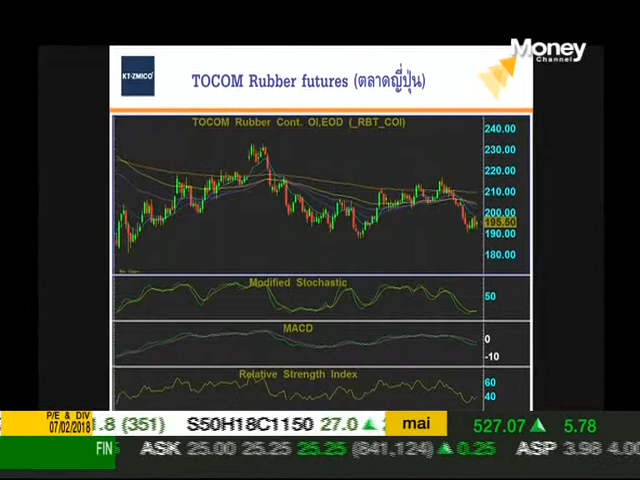 Money
Channel
KT-ZMICO
TOCOM Rubber futures (ตลาดญี่ปุ่น)
TOCOM Rubber Cont. OI,EOD (_RBT_COI)
240.00
230.00
220.00
210.00
200.00
195.50
190.00
180.00
Modified Stochastic
50
MACD
0
-10
Relative Strength Index
60
40
P/E & DIV
07/02/2018
1.8 (351) S50H18C1150 27.0
mai
527.07 5.78
FIN
ASK 25.00 25.25 25.25 (841,124) 0.25 ASP 3.98 4.00